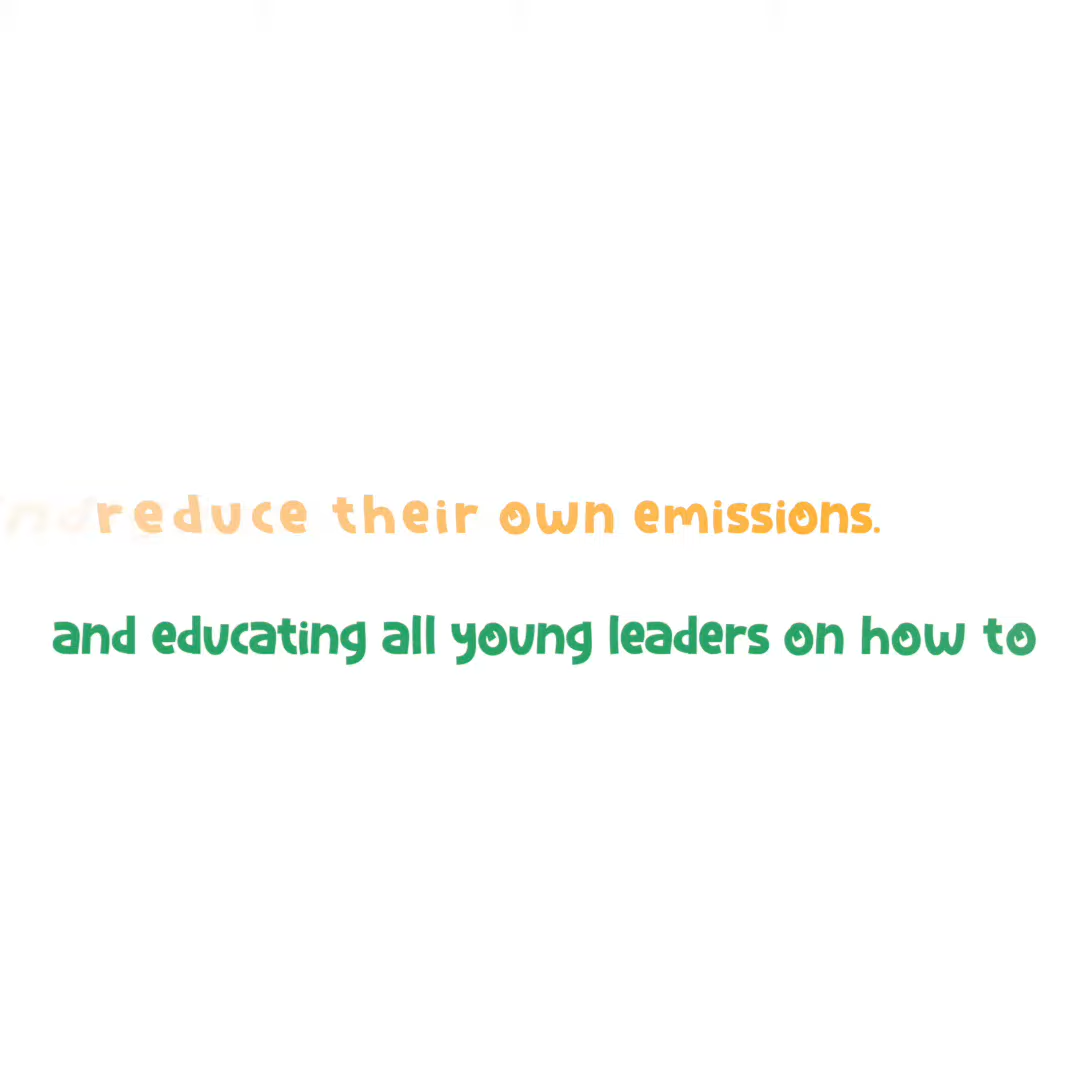 reduce their own emissions.
and educating all young leaders on how to